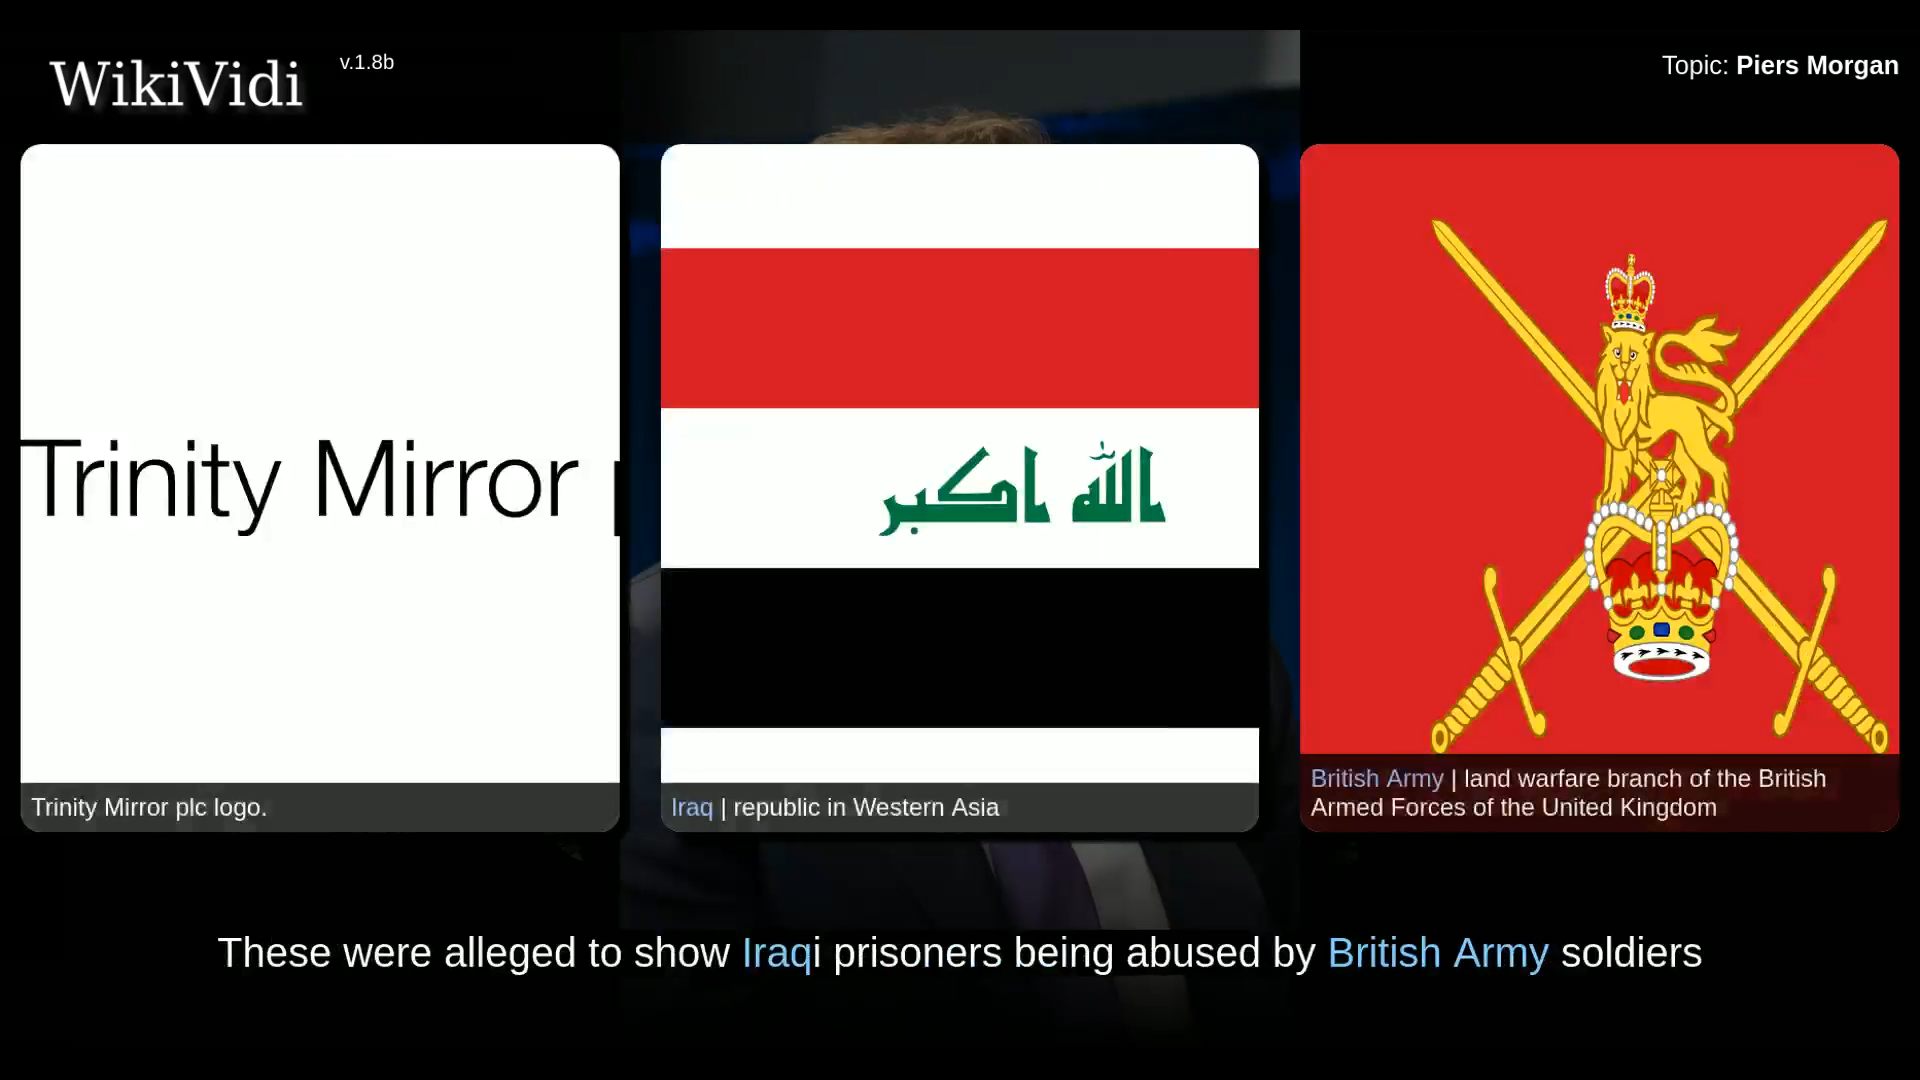 WikiVidi
v.1.8b
Topic: Piers Morgan
Trinity Mirror
الله اكبر
Trinity Mirror plc logo.
Iraq | republic in Western Asia
British Army | land warfare branch of the British
Armed Forces of the United Kingdom
These were alleged to show Iraqi prisoners being abused by British Army soldiers